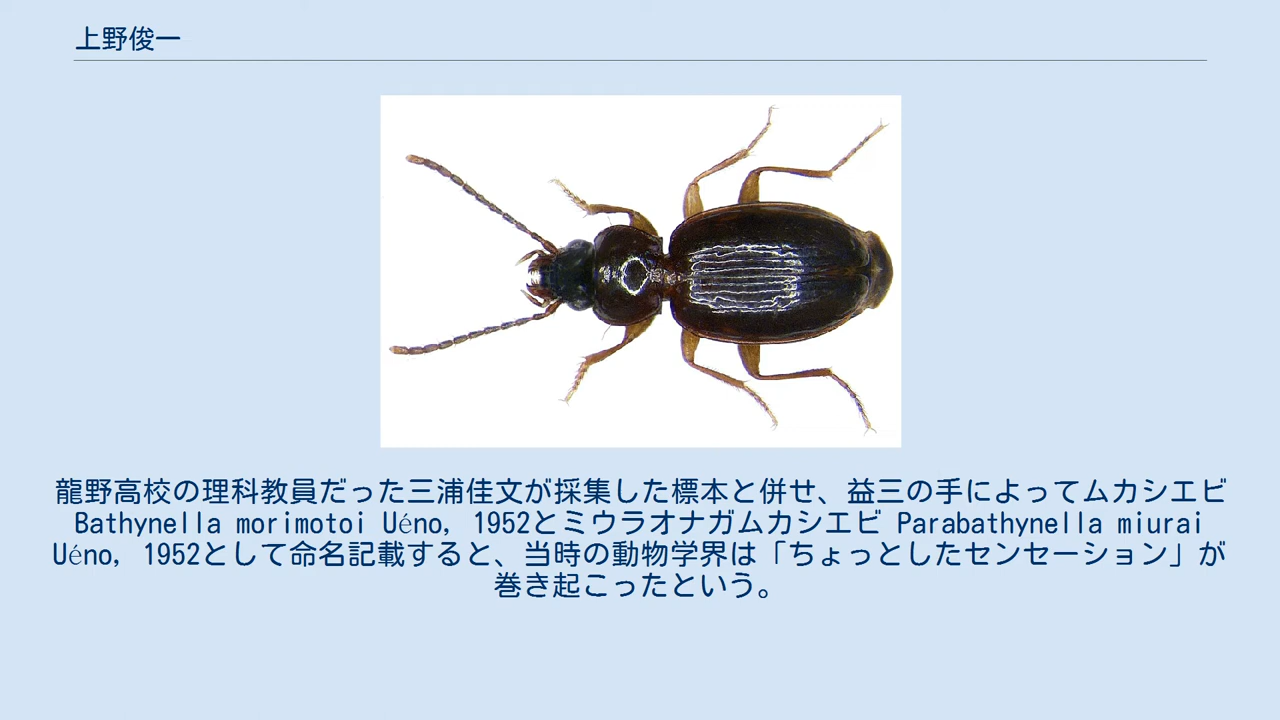 上野俊一
龍野高校の理科教員だった三浦佳文が採集した標本と併せ、益三の手によってムカシエビ
Bathynella morimotoi Uéno, 1952とミウラオナガムカシエビ Parabathynella miurai
Uéno, 1952として命名記載すると、当時の動物学界は「ちょっとしたセンセーション」が
巻き起こったという。